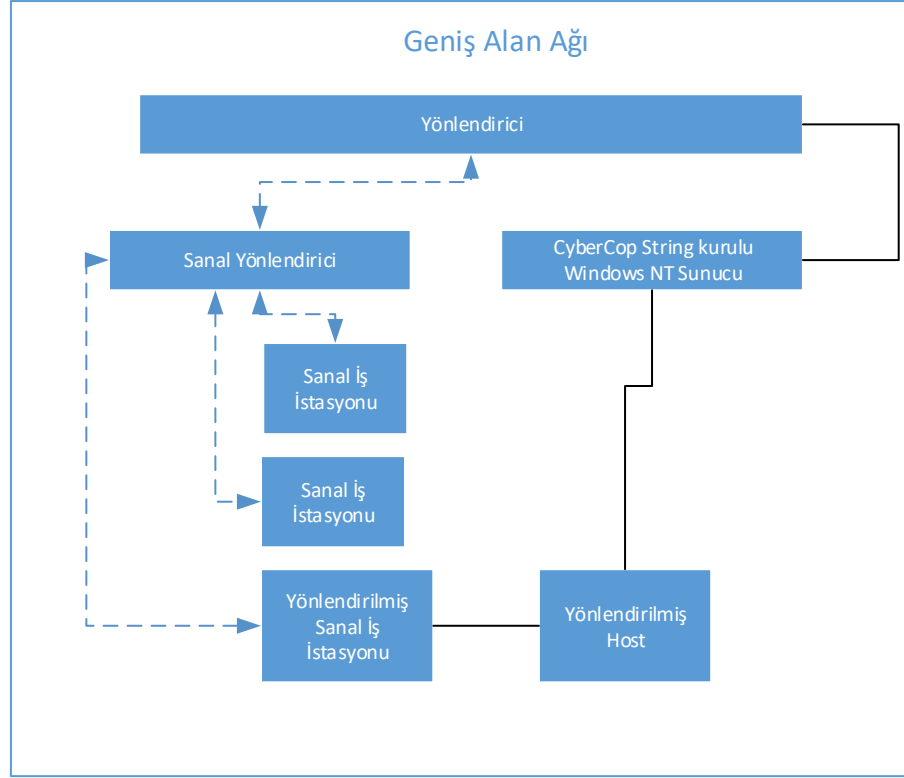 Geniş Alan Ağı
Yönlendirici
Sanal Yönlendirici
CyberCop String kurulu
Windows NT Sunucu
Sanal İş
İstasyonu
Sanal İş
İstasyonu
Yönlendirilmiş
Sanal İş
İstasyonu
Yönlendirilmiş
Host